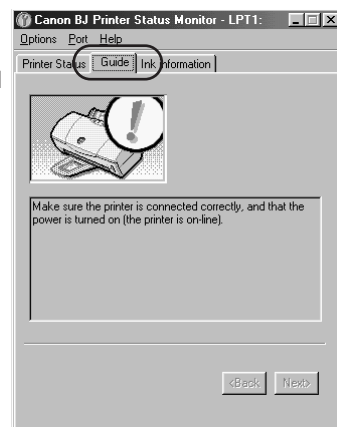 Canon BJ Printer Status Monitor - LPT1:
Options Port Help
Printer Status Guide Ink Information
Make sure the printer is connected correctly, and that the
power is turned on (the printer is on-line).
<Back Next>